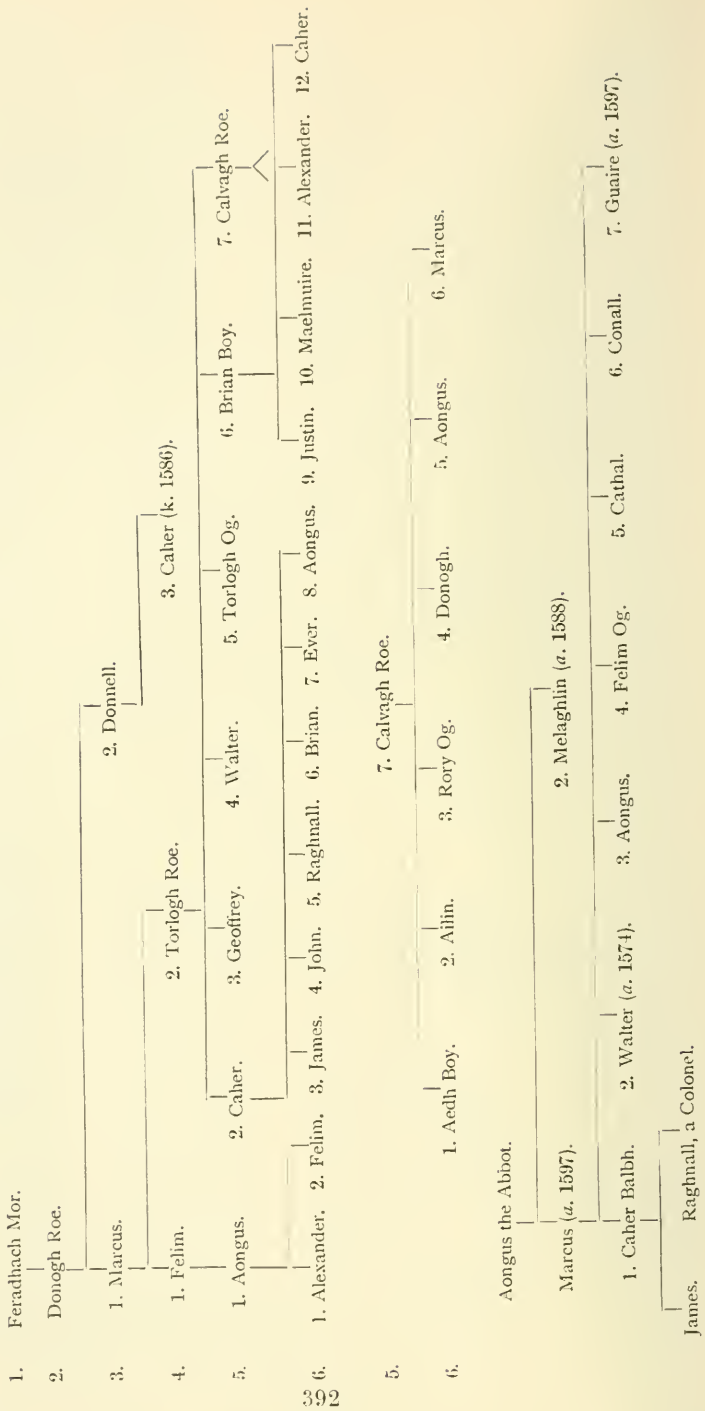 1. Feradhach Mor.
2. Donogh Roe.
3. 1. Marcus. 2. Donnell.
4. 1. Felim. 2. Torlogh Roe. 3. Caher (k. 1586).
5. 1. Aongus. 2. Caher. 3. Geoffrey. 4. Walter. 5. Torlogh Og. 6. Brian Boy. 7. Calvagh Roe.
6. 1. Alexander. 2. Felim. 3. James. 4. John. 5. Raghnall. 6. Brian. 7. Ever. 8. Aongus. 9. Justin. 10. Maelmuire. 11. Alexander. 12. Caher.
392
5. 7. Calvagh Roe.
6. 1. Aedh Boy. 2. Ailin. 3. Rory Og. 4. Donogh. 5. Aongus. 6. Marcus.
Aongus the Abbot.
Marcus (a. 1597). 2. Melaghlin (a. 1588).
1. Caher Balbh. 2. Walter (a. 1574). 3. Aongus. 4. Felim Og. 5. Cathal. 6. Conall. 7. Guaire (a. 1597).
James. Raghnall, a Colonel.